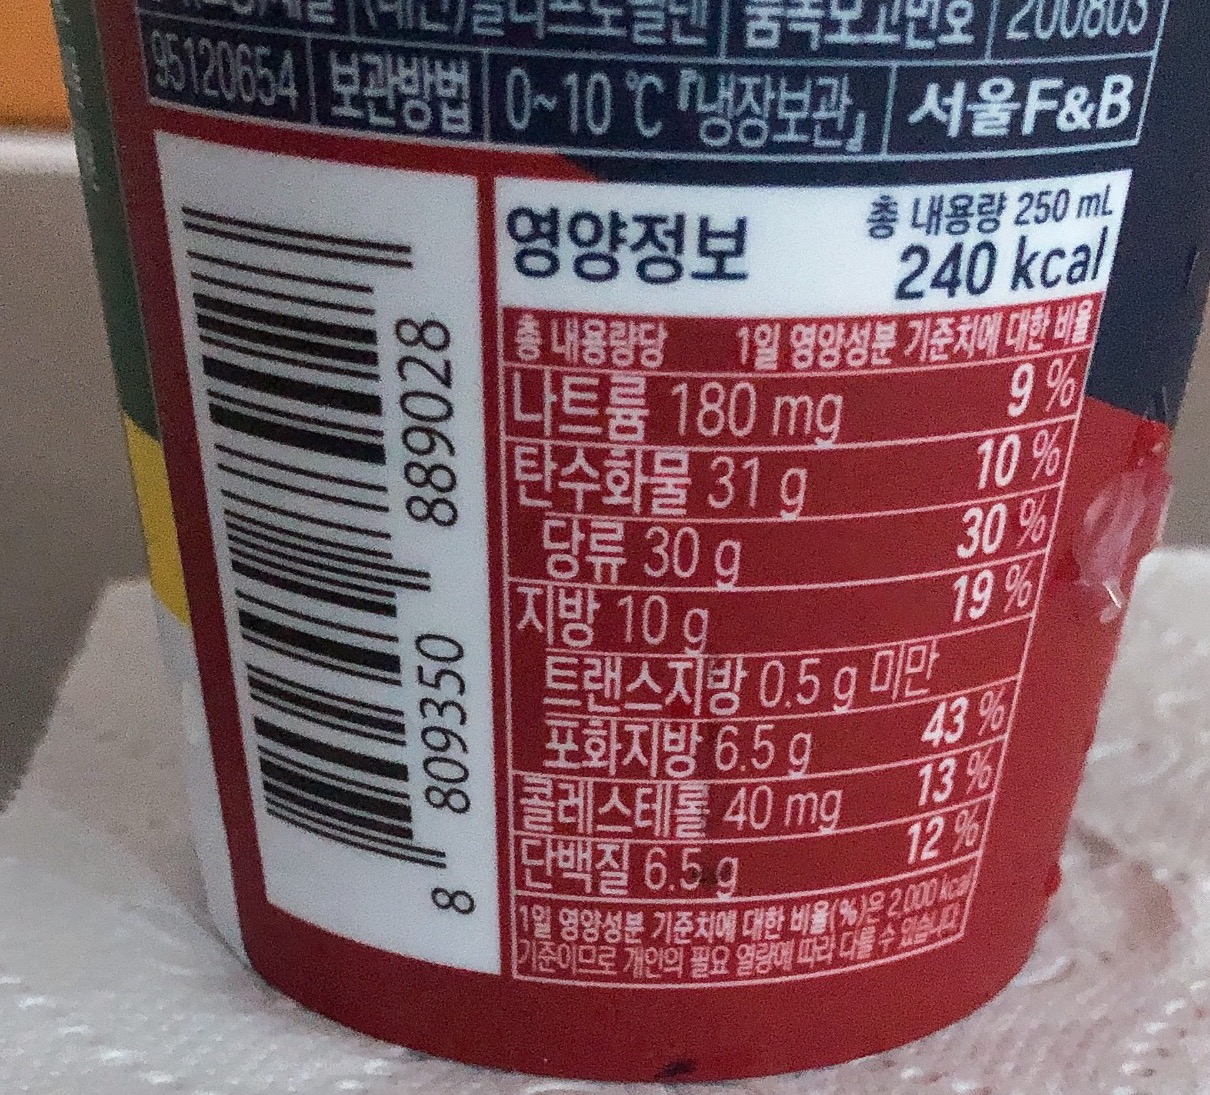 품목보고번호 200803
95120654 보관방법 0~10 ℃ 『냉장보관』 서울F&B
영양정보
총 내용량 250 mL
240 kcal
총 내용량당 1일 영양성분 기준치에 대한 비율
나트륨 180 mg 9 %
탄수화물 31 g 10 %
당류 30 g 30 %
지방 10 g 19 %
트랜스지방 0.5 g 미만
포화지방 6.5 g 43 %
콜레스테롤 40 mg 13 %
단백질 6.5 g 12 %
1일 영양성분 기준치에 대한 비율(%)은 2,000 kcal
기준이므로 개인의 필요 열량에 따라 다를 수 있습니다.
8 809350 889028